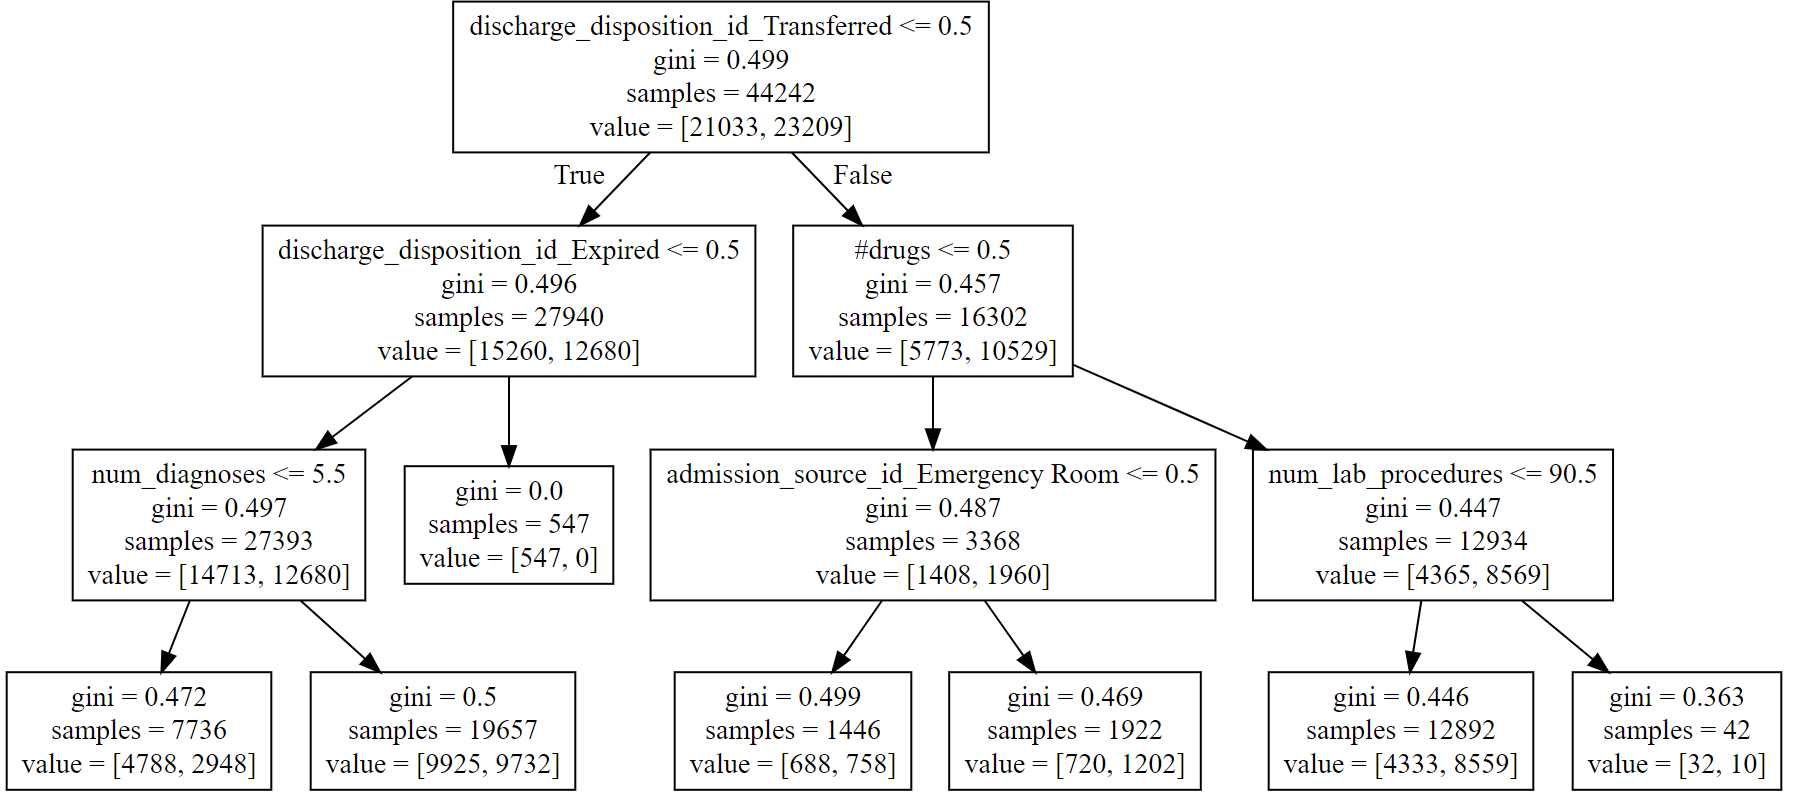 discharge_disposition_id_Transferred <= 0.5
gini = 0.499
samples = 44242
value = [21033, 23209]
True
False
discharge_disposition_id_Expired <= 0.5
gini = 0.496
samples = 27940
value = [15260, 12680]
#drugs <= 0.5
gini = 0.457
samples = 16302
value = [5773, 10529]
num_diagnoses <= 5.5
gini = 0.497
samples = 27393
value = [14713, 12680]
gini = 0.0
samples = 547
value = [547, 0]
admission_source_id_Emergency Room <= 0.5
gini = 0.487
samples = 3368
value = [1408, 1960]
num_lab_procedures <= 90.5
gini = 0.447
samples = 12934
value = [4365, 8569]
gini = 0.472
samples = 7736
value = [4788, 2948]
gini = 0.5
samples = 19657
value = [9925, 9732]
gini = 0.499
samples = 1446
value = [688, 758]
gini = 0.469
samples = 1922
value = [720, 1202]
gini = 0.446
samples = 12892
value = [4333, 8559]
gini = 0.363
samples = 42
value = [32, 10]